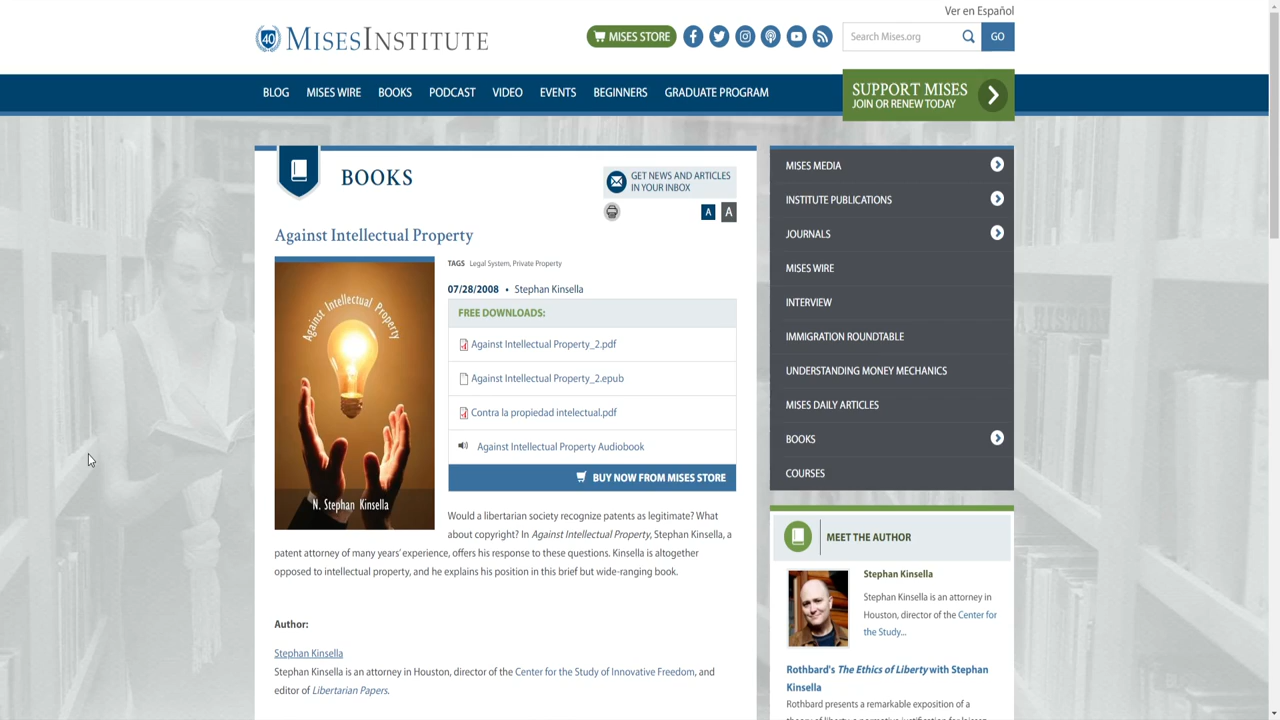 Ver en Español
40
MISESINSTITUTE
MISES STORE
Search Mises.org
GO
BLOG
MISES WIRE
BOOKS
PODCAST
VIDEO
EVENTS
BEGINNERS
GRADUATE PROGRAM
SUPPORT MISES
JOIN OR RENEW TODAY
BOOKS
GET NEWS AND ARTICLES
IN YOUR INBOX
A
A
Against Intellectual Property
Against Intellectual Property
N. Stephan Kinsella
TAGS Legal System, Private Property
07/28/2008 • Stephan Kinsella
FREE DOWNLOADS:
Against Intellectual Property_2.pdf
Against Intellectual Property_2.epub
Contra la propiedad intelectual.pdf
Against Intellectual Property Audiobook
BUY NOW FROM MISES STORE
Would a libertarian society recognize patents as legitimate? What
about copyright? In Against Intellectual Property, Stephan Kinsella, a
patent attorney of many years' experience, offers his response to these questions. Kinsella is altogether
opposed to intellectual property, and he explains his position in this brief but wide-ranging book.
Author:
Stephan Kinsella
Stephan Kinsella is an attorney in Houston, director of the Center for the Study of Innovative Freedom, and
editor of Libertarian Papers.
MISES MEDIA
INSTITUTE PUBLICATIONS
JOURNALS
MISES WIRE
INTERVIEW
IMMIGRATION ROUNDTABLE
UNDERSTANDING MONEY MECHANICS
MISES DAILY ARTICLES
BOOKS
COURSES
MEET THE AUTHOR
Stephan Kinsella
Stephan Kinsella is an attorney in
Houston, director of the Center for
the Study...
Rothbard's The Ethics of Liberty with Stephan
Kinsella
Rothbard presents a remarkable exposition of a